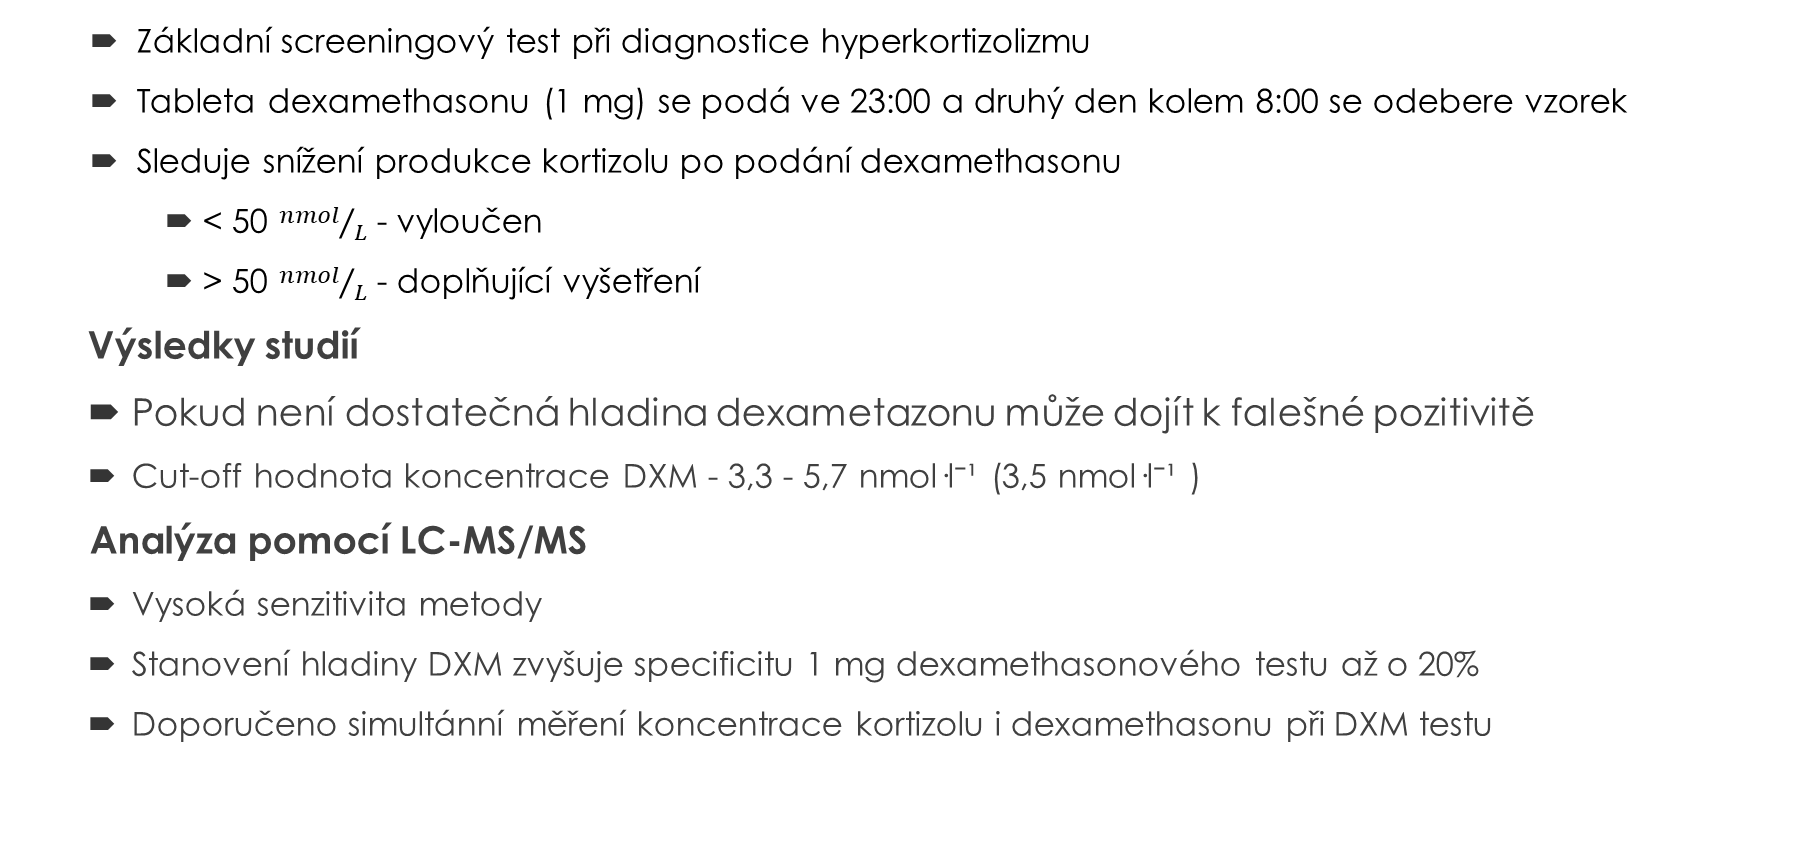 Základní screeningový test při diagnostice hyperkortizolizmu
Tableta dexamethasonu (1 mg) se podá ve 23:00 a druhý den kolem 8:00 se odebere vzorek
Sleduje snížení produkce kortizolu po podání dexamethasonu
< 50 nmol/L - vyloučen
> 50 nmol/L - doplňující vyšetření
Výsledky studií
Pokud není dostatečná hladina dexametazonu může dojít k falešné pozitivitě
Cut-off hodnota koncentrace DXM - 3,3 - 5,7 nmol·l⁻¹ (3,5 nmol·l⁻¹ )
Analýza pomocí LC-MS/MS
Vysoká senzitivita metody
Stanovení hladiny DXM zvyšuje specificitu 1 mg dexamethasonového testu až o 20%
Doporučeno simultánní měření koncentrace kortizolu i dexamethasonu při DXM testu